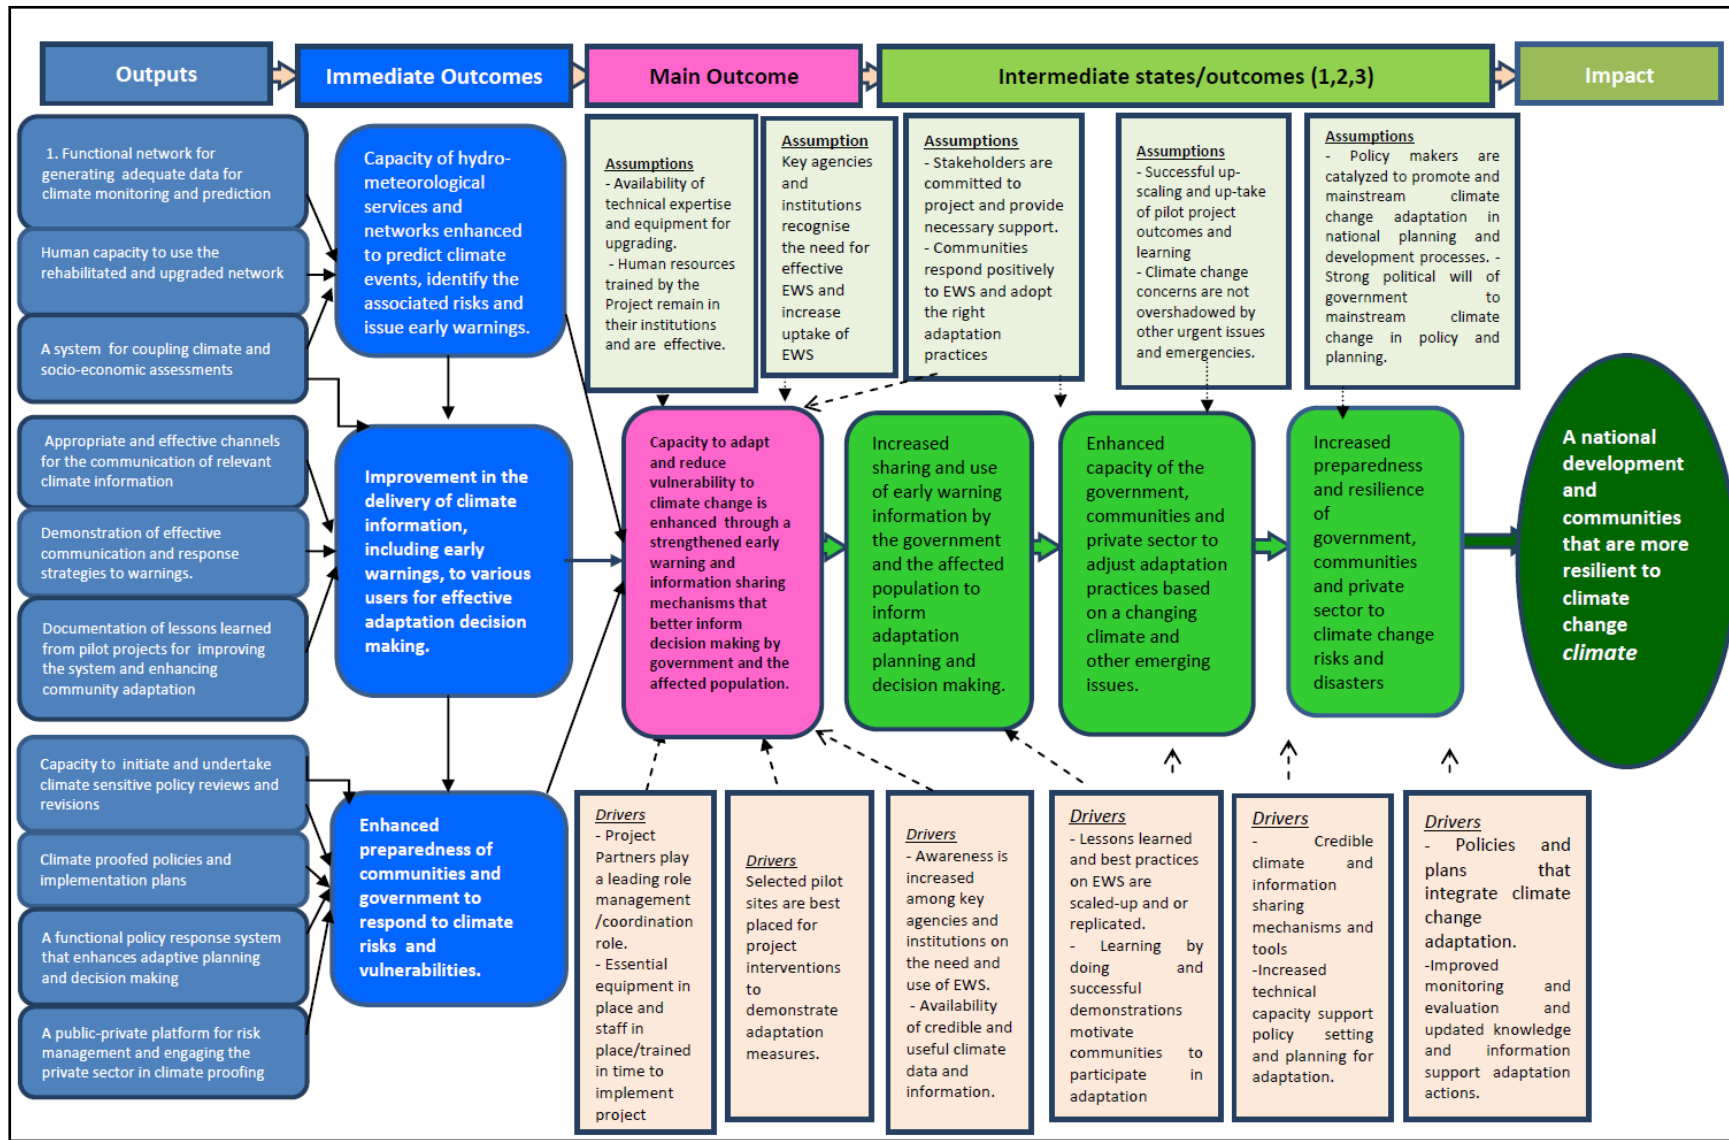 Outputs
Immediate Outcomes
Main Outcome
Intermediate states/outcomes (1,2,3)
Impact
1. Functional network for
generating adequate data for
climate monitoring and prediction
Human capacity to use the
rehabilitated and upgraded network
A system for coupling climate and
socio-economic assessments
Appropriate and effective channels
for the communication of relevant
climate information
Demonstration of effective
communication and response
strategies to warnings.
Documentation of lessons learned
from pilot projects for improving
the system and enhancing
community adaptation
Capacity to initiate and undertake
climate sensitive policy reviews and
revisions
Climate proofed policies and
implementation plans
A functional policy response system
that enhances adaptive planning
and decision making
A public-private platform for risk
management and engaging the
private sector in climate proofing
Capacity of hydro-
meteorological
services and
networks enhanced
to predict climate
events, identify the
associated risks and
issue early warnings.
Improvement in the
delivery of climate
information,
including early
warnings, to various
users for effective
adaptation decision
making.
Enhanced
preparedness of
communities and
government to
respond to climate
risks and
vulnerabilities.
Assumptions
- Availability of
technical expertise
and equipment for
upgrading.
- Human resources
trained by the
Project remain in
their institutions
and are effective.
Assumption
Key agencies
and
institutions
recognise
the need for
effective
EWS and
increase
uptake of
EWS
Assumptions
- Stakeholders are
committed to
project and provide
necessary support.
- Communities
respond positively
to EWS and adopt
the right
adaptation
practices
Assumptions
- Successful up-
scaling and up-take
of pilot project
outcomes and
learning
- Climate change
concerns are not
overshadowed by
other urgent issues
and emergencies.
Assumptions
- Policy makers are
catalyzed to promote and
mainstream climate
change adaptation in
national planning and
development processes. -
Strong political will of
government to
mainstream climate
change in policy and
planning.
Capacity to adapt
and reduce
vulnerability to
climate change is
enhanced through a
strengthened early
warning and
information sharing
mechanisms that
better inform
decision making by
government and the
affected population.
Increased
sharing and use
of early warning
information by
the government
and the affected
population to
inform
adaptation
planning and
decision making.
Enhanced
capacity of the
government,
communities and
private sector to
adjust adaptation
practices based
on a changing
climate and
other emerging
issues.
Increased
preparedness
and resilience
of
government,
communities
and private
sector to
climate change
risks and
disasters
A national
development
and
communities
that are more
resilient to
climate
change
climate
Drivers
- Project
Partners play
a leading role
management
/coordination
role.
- Essential
equipment in
place and
staff in
place/trained
in time to
implement
project
Drivers
Selected pilot
sites are best
placed for
project
interventions
to
demonstrate
adaptation
measures.
Drivers
- Awareness is
increased
among key
agencies and
institutions on
the need and
use of EWS.
- Availability
of credible and
useful climate
data and
information.
Drivers
- Lessons learned
and best practices
on EWS are
scaled-up and or
replicated.
- Learning by
doing and
successful
demonstrations
motivate
communities to
participate in
adaptation
Drivers
- Credible
climate and
information
sharing
mechanisms and
tools
-Increased
technical
capacity support
policy setting
and planning for
adaptation.
Drivers
- Policies and
plans that
integrate climate
change
adaptation.
-Improved
monitoring and
evaluation and
updated knowledge
and information
support adaptation
actions.